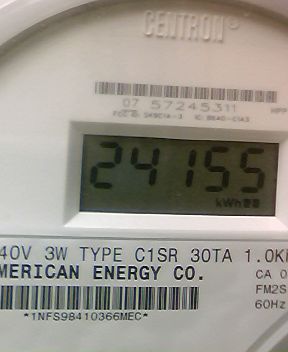 CENTRON®
07 57245311
24155
kWh
40V 3W TYPE C1SR 30TA 1.0K
MERICAN ENERGY CO.
CA 0
FM2S
60Hz
*1NFS98410366MEC*